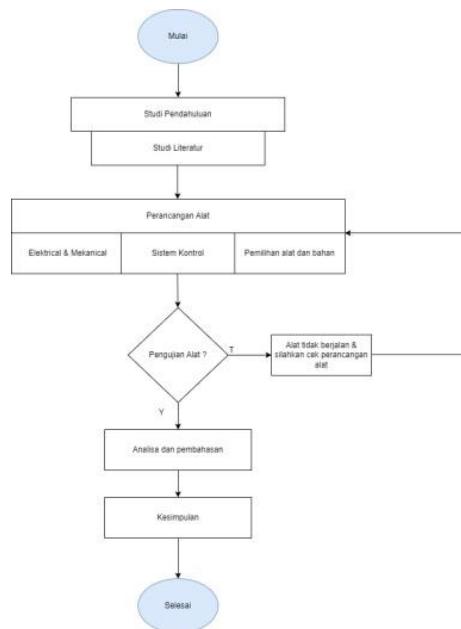 Mulai
Studi Pendahuluan
Studi Literatur
Perancangan Alat
Elektrical & Mekanical
Sistem Kontrol
Pemilihan alat dan bahan
Pengujian Alat ?
T
Alat tidak berjalan &
silahkan cek perancangan
alat
Y
Analisa dan pembahasan
Kesimpulan
Selesai